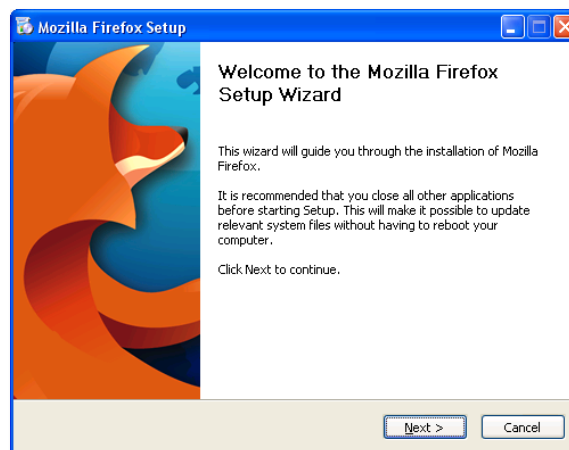 Mozilla Firefox Setup
Welcome to the Mozilla Firefox
Setup Wizard
This wizard will guide you through the installation of Mozilla
Firefox.
It is recommended that you close all other applications
before starting Setup. This will make it possible to update
relevant system files without having to reboot your
computer.
Click Next to continue.
Next >
Cancel